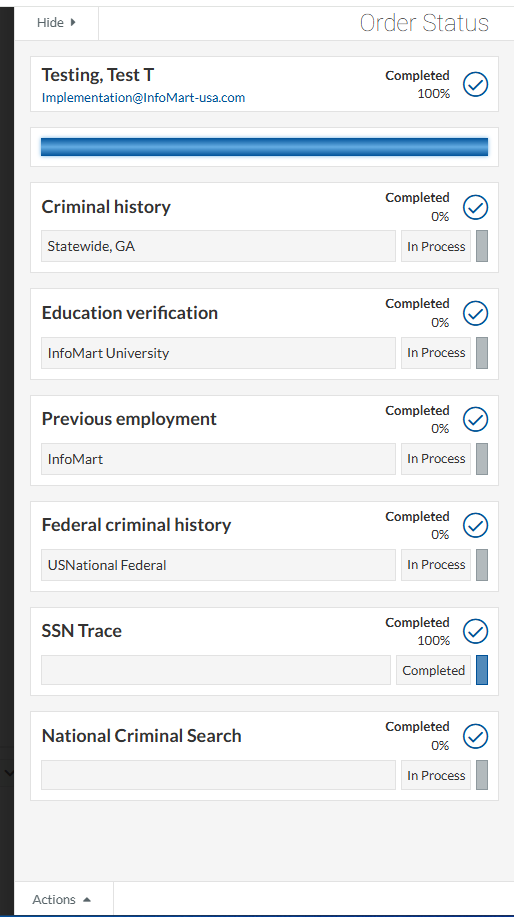 Hide
Order Status
Testing, Test T
Completed
Implementation@InfoMart-usa.com
100%
Criminal history
Completed
0%
Statewide, GA
In Process
Education verification
Completed
0%
InfoMart University
In Process
Previous employment
Completed
0%
InfoMart
In Process
Federal criminal history
Completed
0%
USNational Federal
In Process
SSN Trace
Completed
100%
Completed
National Criminal Search
Completed
0%
In Process
Actions